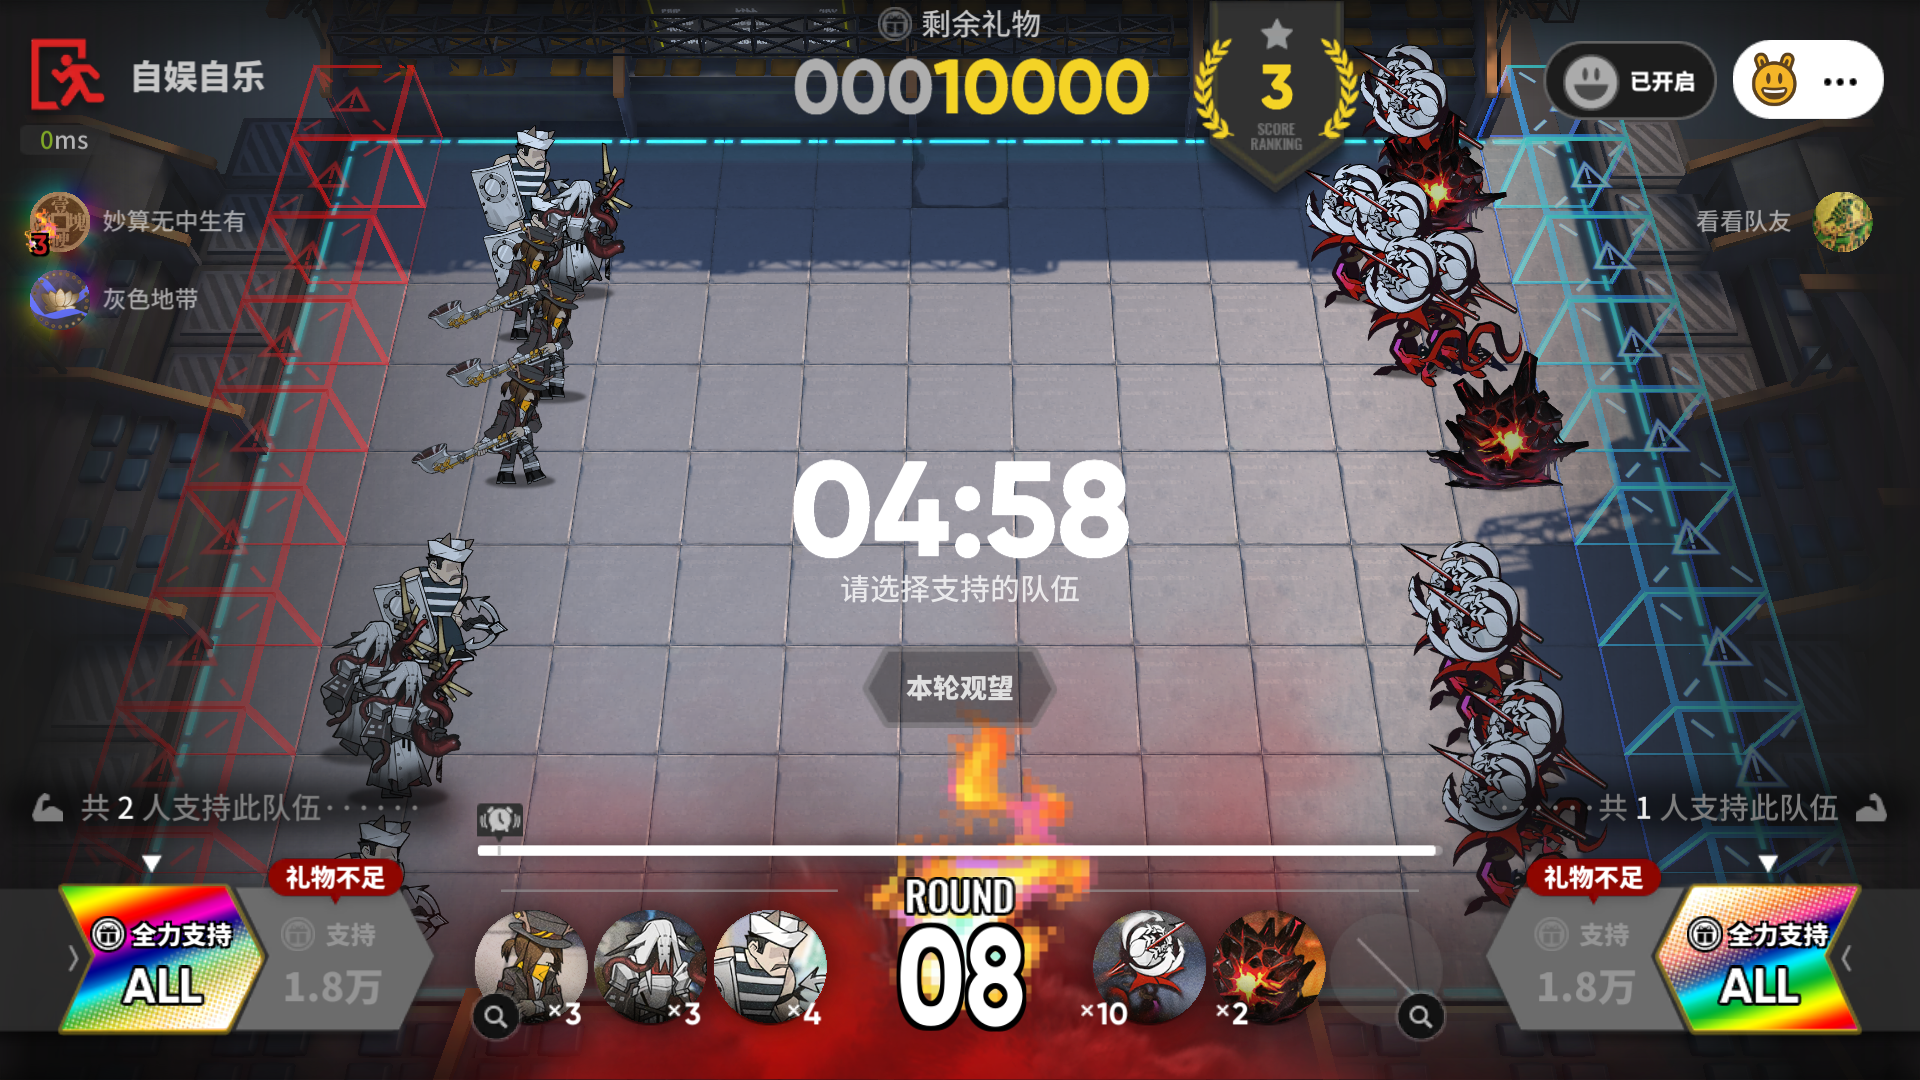 剩余礼物
00010000
自娱自乐
0ms
3
SCORE
RANKING
已开启
3
妙算无中生有
灰色地带
看看队友
04:58
请选择支持的队伍
本轮观望
共 2 人支持此队伍
共 1 人支持此队伍
礼物不足
全力支持
ALL
支持
1.8万
×3
×3
×4
ROUND
08
×10
×2
礼物不足
支持
1.8万
全力支持
ALL